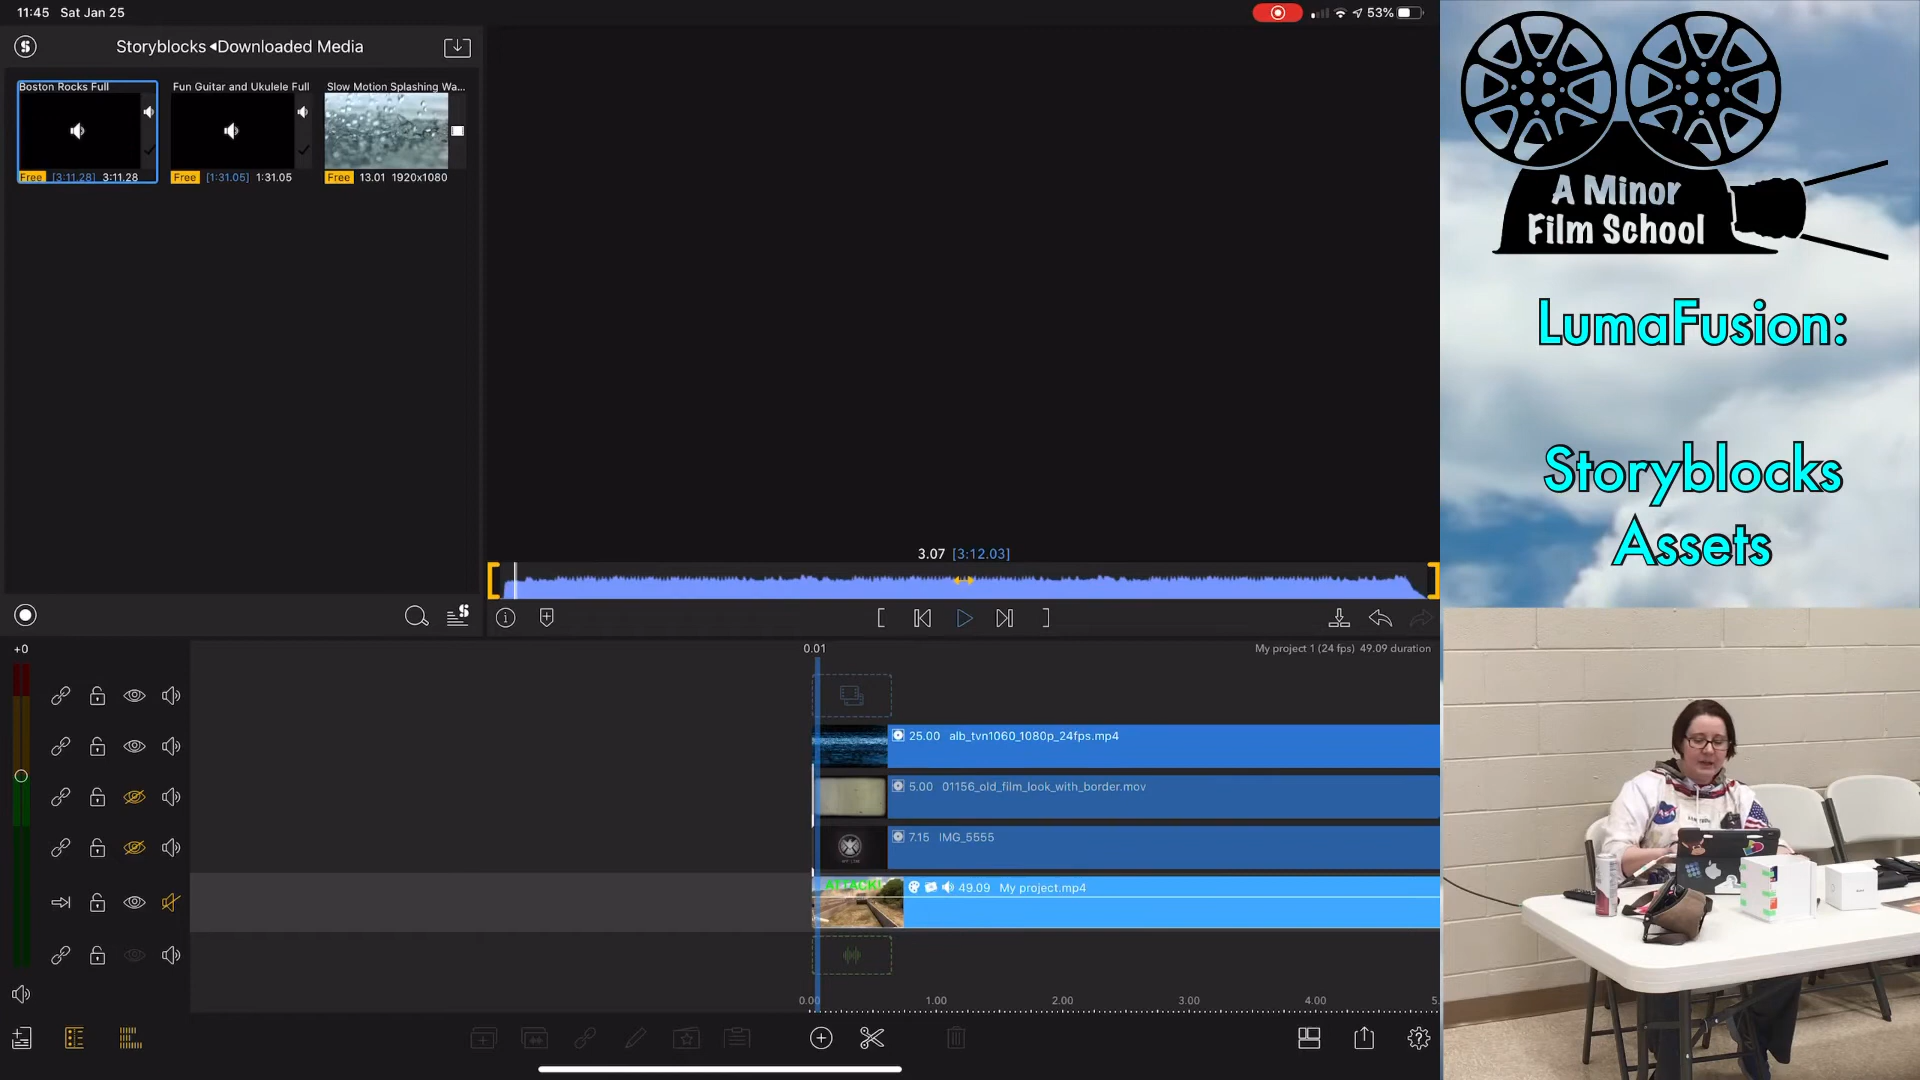 11:45 Sat Jan 25
53%
Storyblocks ◂Downloaded Media
Boston Rocks Full
Fun Guitar and Ukulele Full
Slow Motion Splashing Wa...
Free [3:11.28] 3:11.28
Free [1:31.05] 1:31.05
Free 13.01 1920x1080
3.07 [3:12.03]
+0
0.01
My project 1 (24 fps) 49.09 duration
25.00 alb_tvn1060_1080p_24fps.mp4
5.00 01156_old_film_look_with_border.mov
7.15 IMG_5555
ATTACK!
49.09 My project.mp4
0.00 1.00 2.00 3.00 4.00 5.
A Minor
Film School
LumaFusion:
Storyblocks
Assets